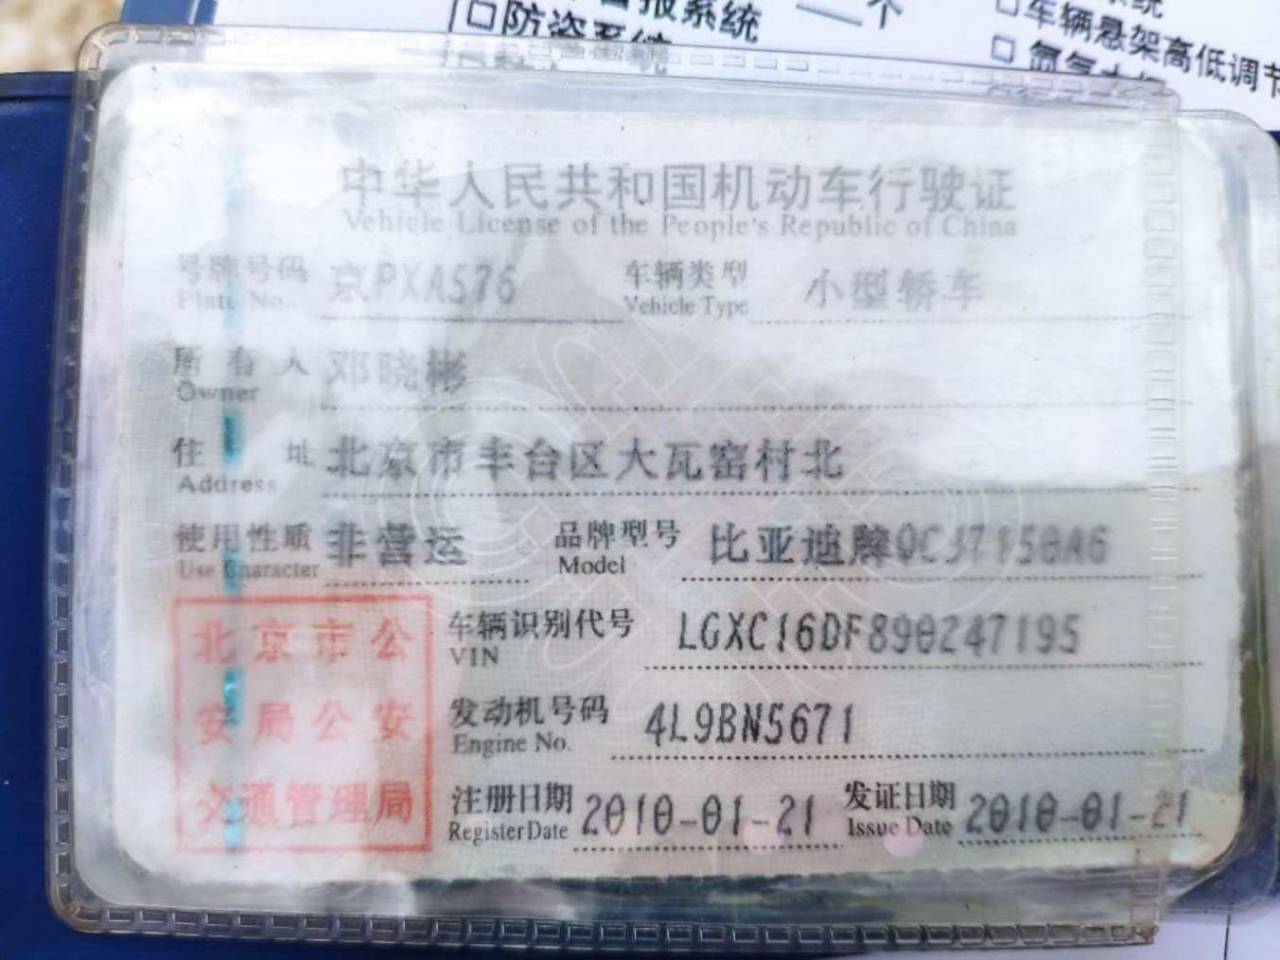 防盗系统
报系统
个
车辆悬架高低调节
中华人民共和国机动车行驶证
Vehicle License of the People's Republic of China
号牌号码 京PXA576 车辆类型 小型轿车
Plate No. Vehicle Type
所有人 邓晓彬
Owner
住址 北京市丰台区大瓦窑村北
Address
使用性质 非营运 品牌型号 比亚迪牌QCJ7150A6
Use Character Model
车辆识别代号 LGXC16DF890247195
VIN
发动机号码 4L9BN5671
Engine No.
注册日期 2010-01-21 发证日期 2010-01-21
Register Date Issue Date
北京市公
安局公安
交通管理局